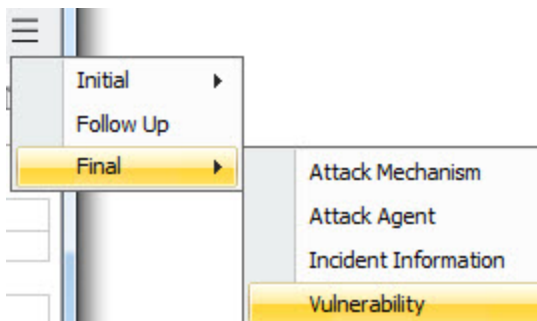 Initial
Follow Up
Final
Attack Mechanism
Attack Agent
Incident Information
Vulnerability